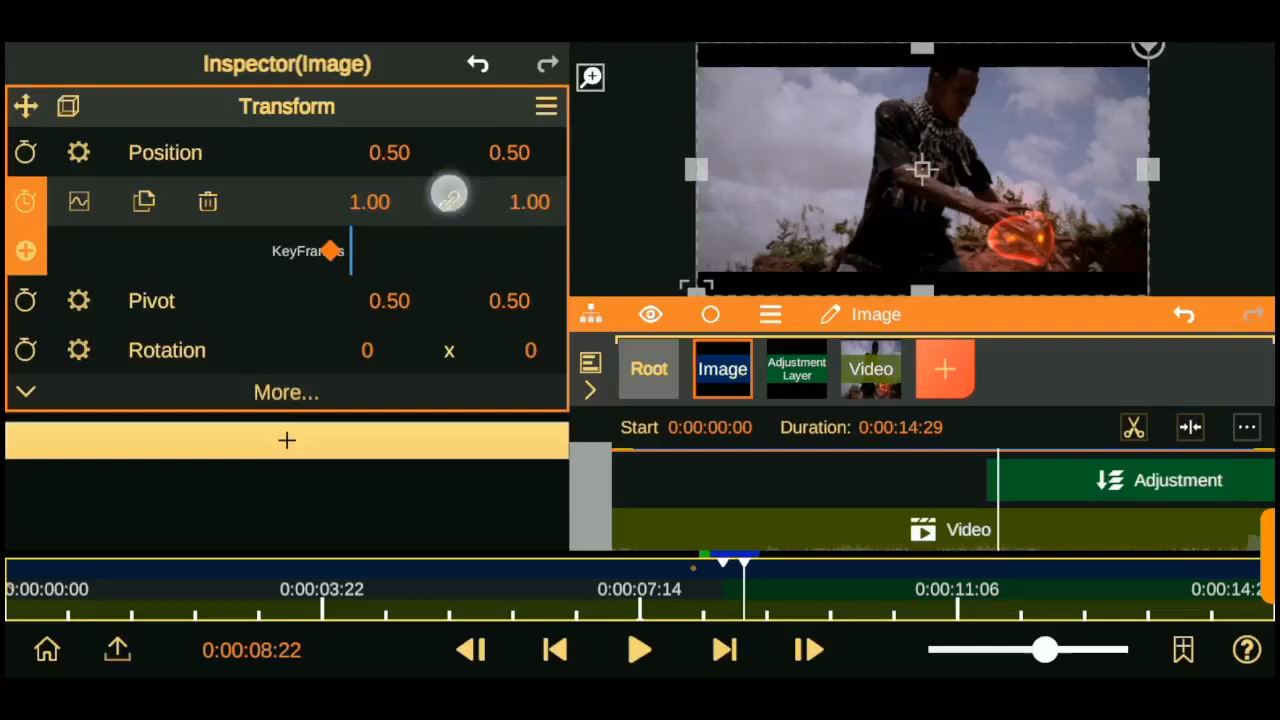 Inspector(Image)
Transform
Position 0.50 0.50
1.00 1.00
KeyFrames
Pivot 0.50 0.50
Rotation 0 x 0
More...
Image
Root Image Adjustment Layer Video
Start 0:00:00:00 Duration: 0:00:14:29
Adjustment
Video
0:00:00:00 0:00:03:22 0:00:07:14 0:00:11:06 0:00:14:2
0:00:08:22